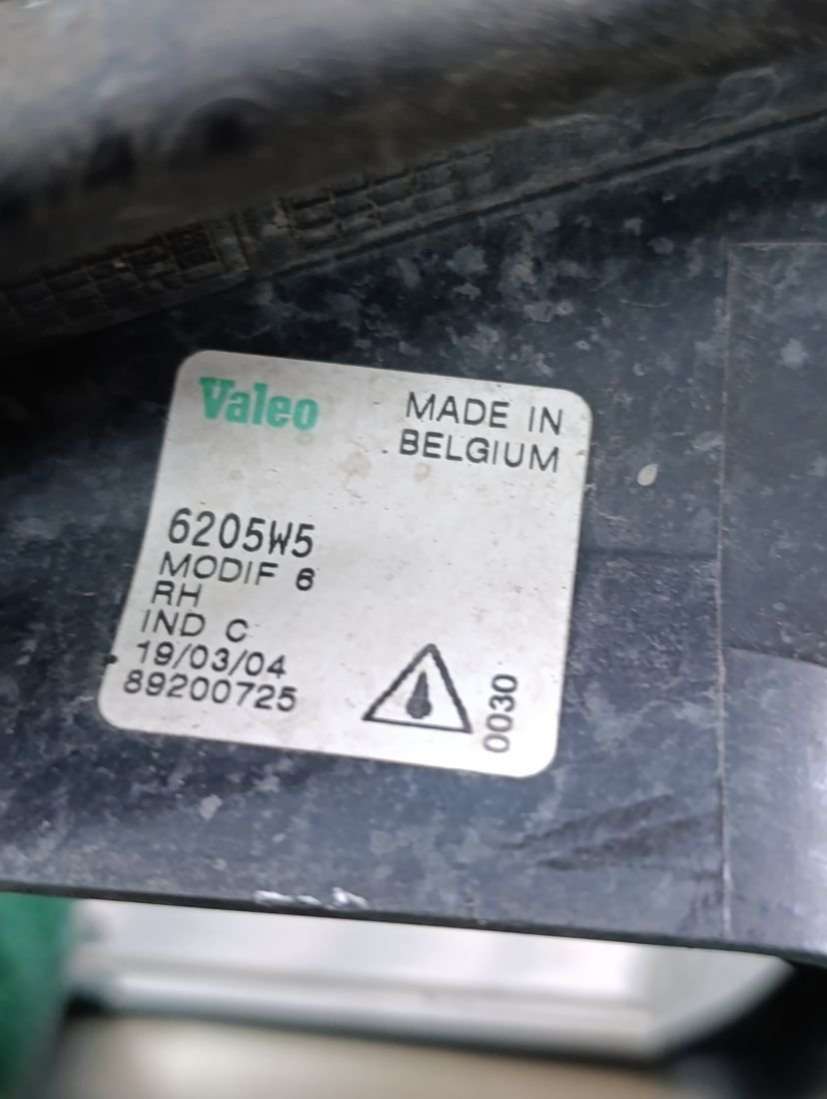 Valeo
MADE IN
BELGIUM
6205W5
MODIF 6
RH
IND C
19/03/04
89200725
0030